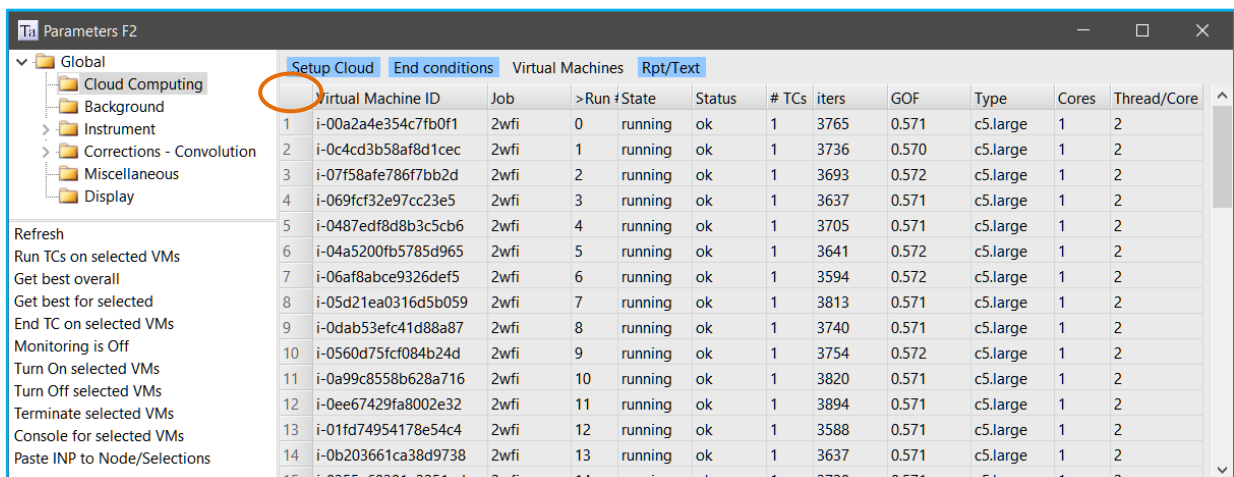 Ta Parameters F2
Global
Cloud Computing
Background
Instrument
Corrections - Convolution
Miscellaneous
Display
Refresh
Run TCs on selected VMs
Get best overall
Get best for selected
End TC on selected VMs
Monitoring is Off
Turn On selected VMs
Turn Off selected VMs
Terminate selected VMs
Console for selected VMs
Paste INP to Node/Selections
Setup Cloud End conditions Virtual Machines Rpt/Text
Virtual Machine ID Job >Run # State Status # TCs iters GOF Type Cores Thread/Core
1 i-00a2a4e354c7fb0f1 2wfi 0 running ok 1 3765 0.571 c5.large 1 2
2 i-0c4cd3b58af8d1cec 2wfi 1 running ok 1 3736 0.570 c5.large 1 2
3 i-07f58afe786f7bb2d 2wfi 2 running ok 1 3693 0.572 c5.large 1 2
4 i-069fcf32e97cc23e5 2wfi 3 running ok 1 3637 0.571 c5.large 1 2
5 i-0487edf8d8b3c5cb6 2wfi 4 running ok 1 3705 0.571 c5.large 1 2
6 i-04a5200fb5785d965 2wfi 5 running ok 1 3641 0.572 c5.large 1 2
7 i-06af8abce9326def5 2wfi 6 running ok 1 3594 0.572 c5.large 1 2
8 i-05d21ea0316d5b059 2wfi 7 running ok 1 3813 0.571 c5.large 1 2
9 i-0dab53efc41d88a87 2wfi 8 running ok 1 3740 0.571 c5.large 1 2
10 i-0560d75fcf084b24d 2wfi 9 running ok 1 3754 0.572 c5.large 1 2
11 i-0a99c8558b628a716 2wfi 10 running ok 1 3820 0.571 c5.large 1 2
12 i-0ee67429fa8002e32 2wfi 11 running ok 1 3894 0.571 c5.large 1 2
13 i-01fd74954178e54c4 2wfi 12 running ok 1 3588 0.571 c5.large 1 2
14 i-0b203661ca38d9738 2wfi 13 running ok 1 3637 0.571 c5.large 1 2